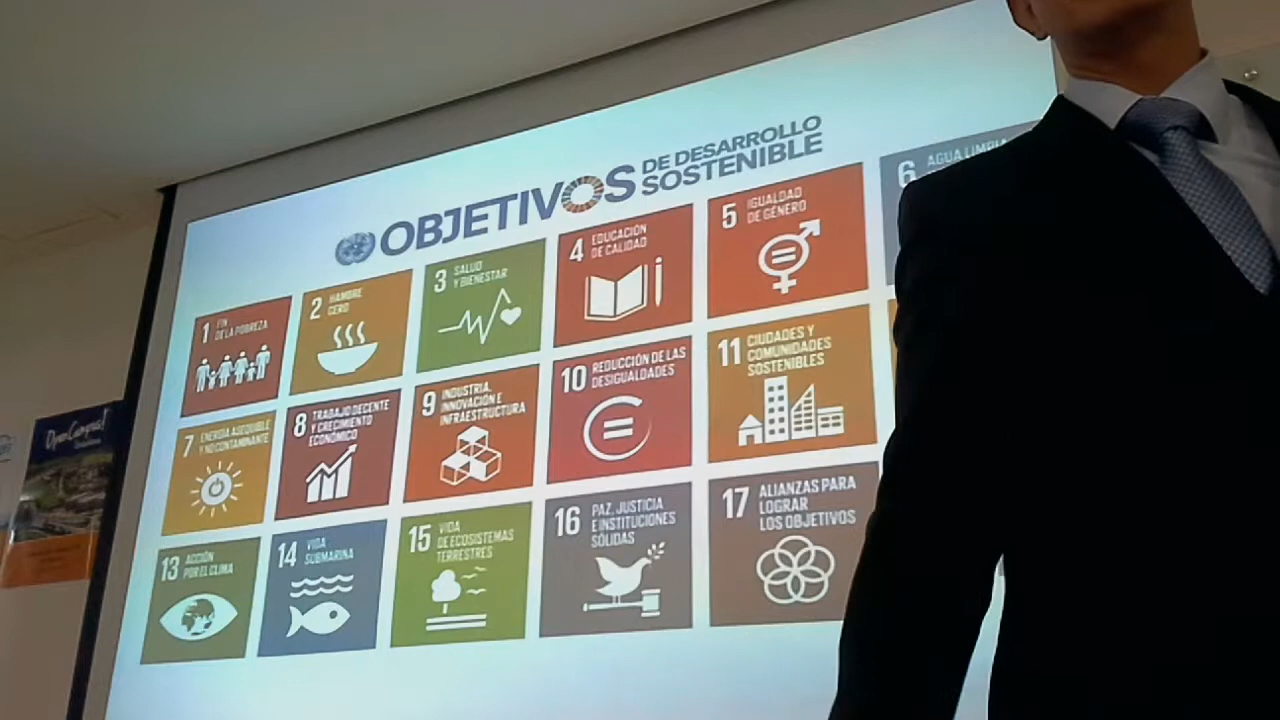 OBJETIVOS
DE DESARROLLO
SOSTENIBLE
1 FIN
DE LA POBREZA
2 HAMBRE
CERO
3 SALUD
Y BIENESTAR
4 EDUCACIÓN
DE CALIDAD
5 IGUALDAD
DE GÉNERO
6 AGUA LIMPIA
7 ENERGÍA ASEQUIBLE
Y NO CONTAMINANTE
8 TRABAJO DECENTE
Y CRECIMIENTO
ECONÓMICO
9 INDUSTRIA,
INNOVACIÓN E
INFRAESTRUCTURA
10 REDUCCIÓN DE LAS
DESIGUALDADES
11 CIUDADES Y
COMUNIDADES
SOSTENIBLES
13 ACCIÓN
POR EL CLIMA
14 VIDA
SUBMARINA
15 VIDA
DE ECOSISTEMAS
TERRESTRES
16 PAZ, JUSTICIA
E INSTITUCIONES
SÓLIDAS
17 ALIANZAS PARA
LOGRAR
LOS OBJETIVOS
Open Campus!